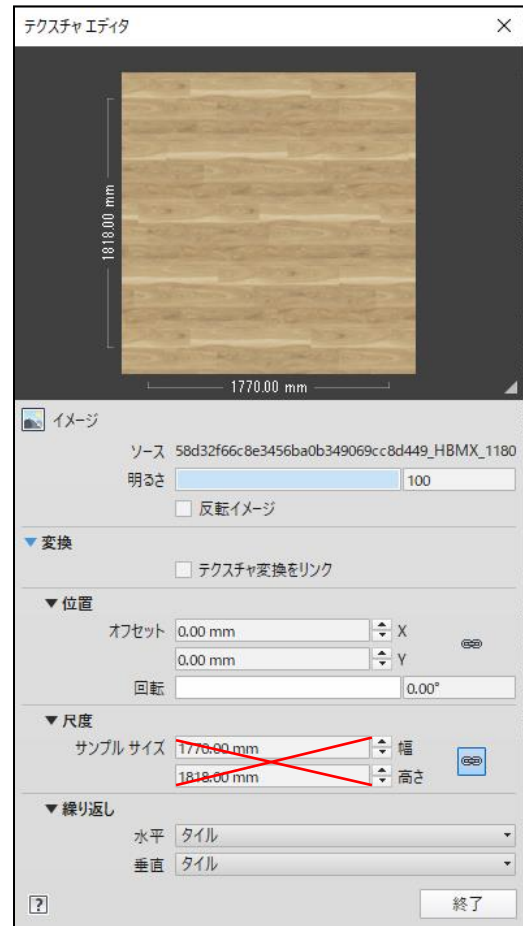 テクスチャ エディタ
1818.00 mm
1770.00 mm
イメージ
ソース 58d32f66c8e3456ba0b349069cc8d449_HBMX_1180
明るさ 100
反転イメージ
変換
テクスチャ変換をリンク
位置
オフセット 0.00 mm X
0.00 mm Y
回転 0.00°
尺度
サンプル サイズ 1770.00 mm 幅
1818.00 mm 高さ
繰り返し
水平 タイル
垂直 タイル
? 終了